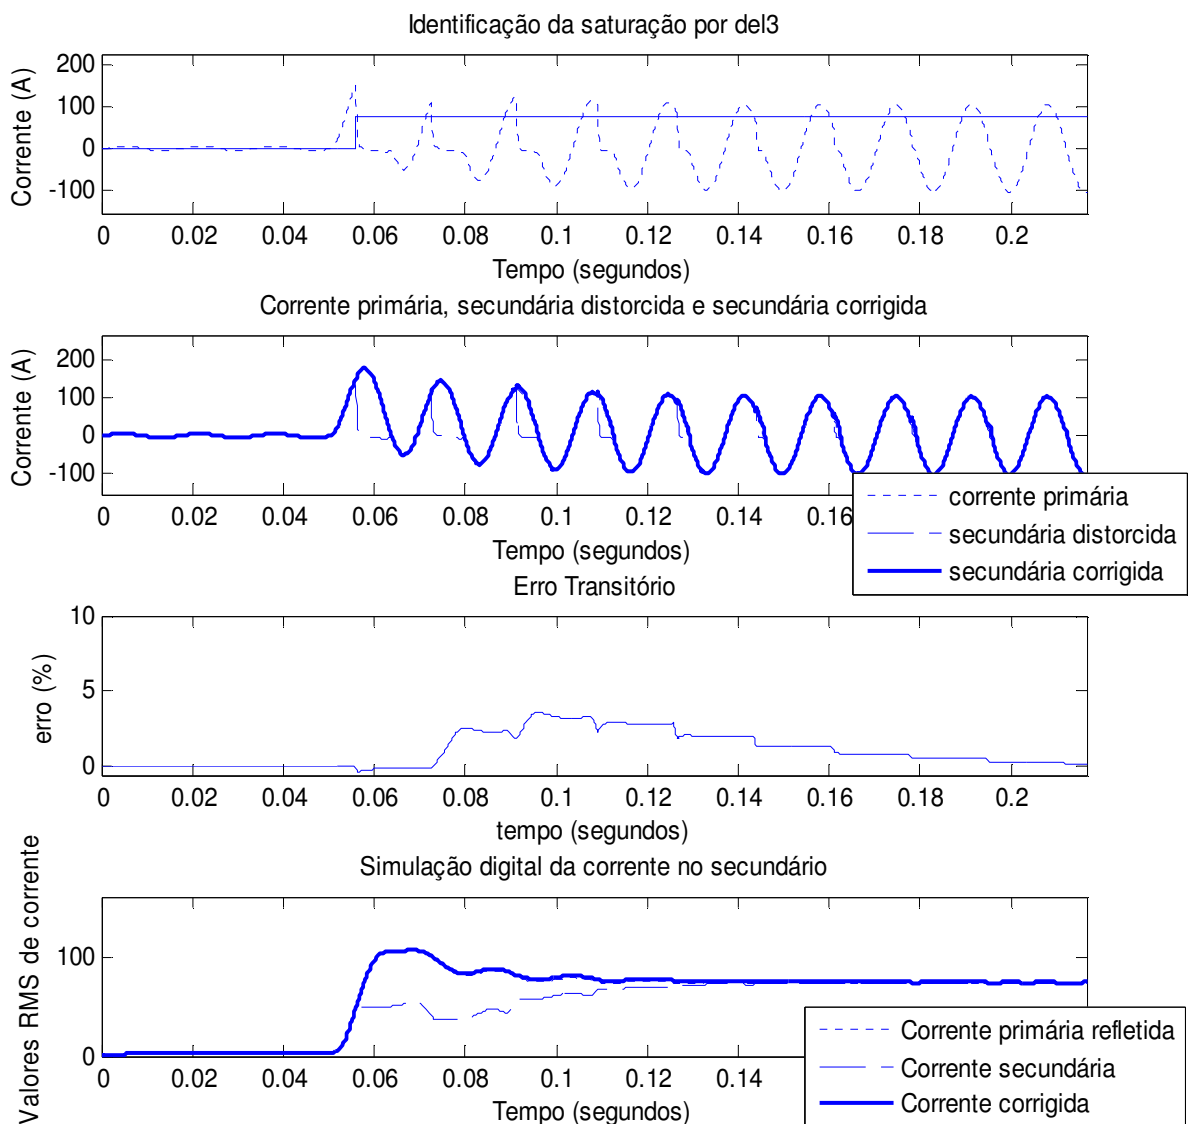 Identificação da saturação por del3
Corrente (A)
200
100
0
-100
0 0.02 0.04 0.06 0.08 0.1 0.12 0.14 0.16 0.18 0.2
Tempo (segundos)
Corrente primária, secundária distorcida e secundária corrigida
Corrente (A)
200
100
0
-100
0 0.02 0.04 0.06 0.08 0.1 0.12 0.14 0.16
Tempo (segundos)
corrente primária
secundária distorcida
secundária corrigida
Erro Transitório
erro (%)
10
5
0
0 0.02 0.04 0.06 0.08 0.1 0.12 0.14 0.16 0.18 0.2
tempo (segundos)
Simulação digital da corrente no secundário
Valores RMS de corrente
100
0
0 0.02 0.04 0.06 0.08 0.1 0.12 0.14
Tempo (segundos)
Corrente primária refletida
Corrente secundária
Corrente corrigida